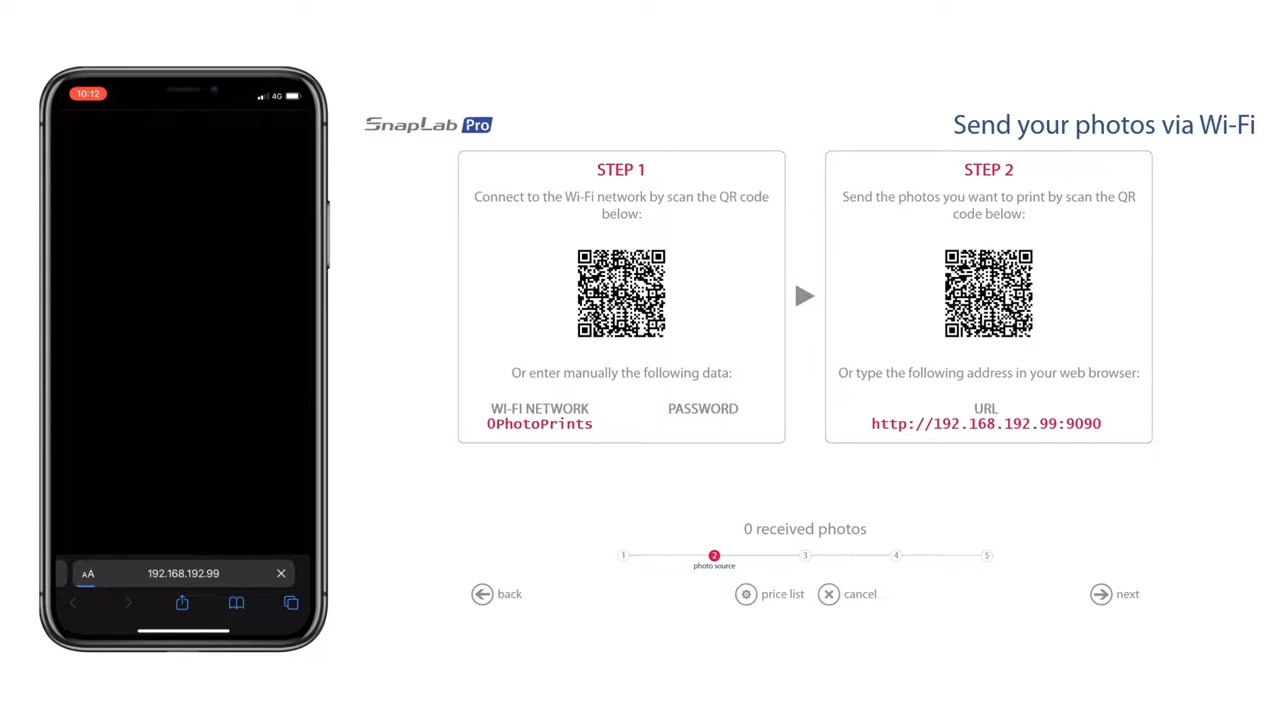 10:12
4G
AA
192.168.192.99
SnapLab Pro
Send your photos via Wi-Fi
STEP 1
Connect to the Wi-Fi network by scan the QR code
below:
Or enter manually the following data:
WI-FI NETWORK
PASSWORD
OPhotoPrints
STEP 2
Send the photos you want to print by scan the QR
code below:
Or type the following address in your web browser:
URL
http://192.168.192.99:9090
0 received photos
1
2
3
4
5
photo source
back
price list
cancel
next